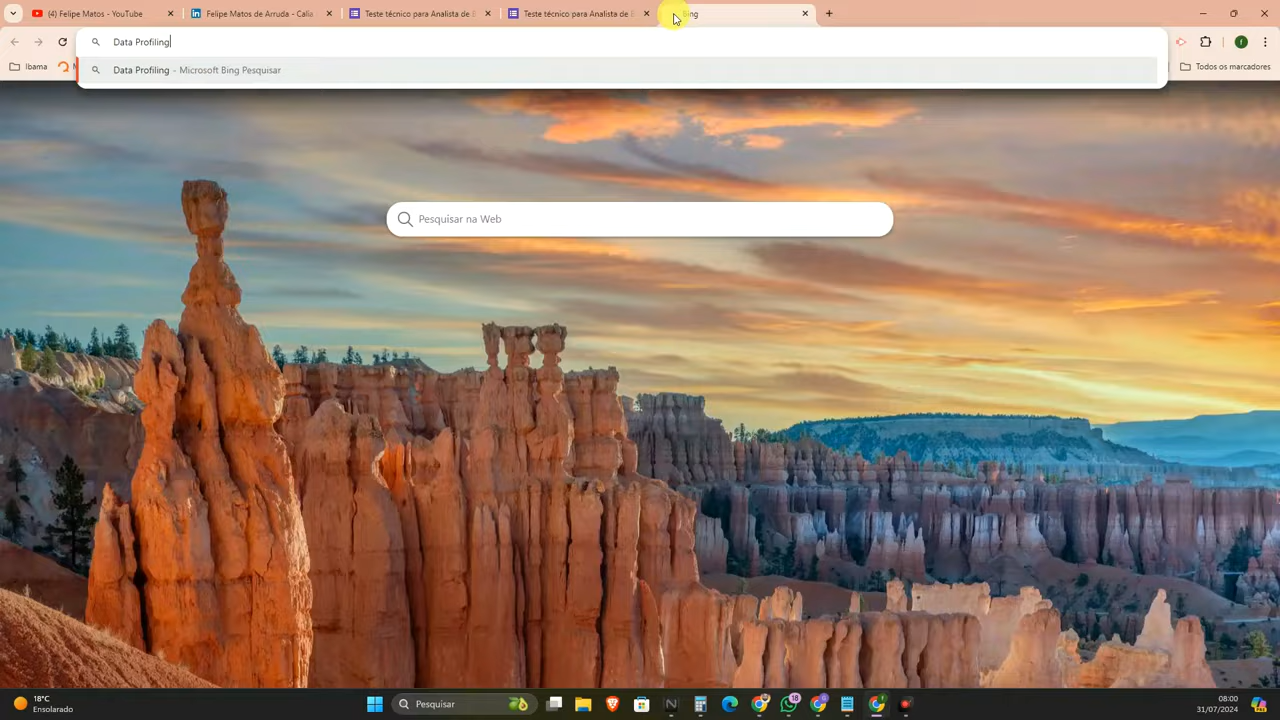 (4) Felipe Matos - YouTube
Felipe Matos de Arruda - Calia
Teste técnico para Analista de
Teste técnico para Analista de
Bing
Data Profiling
Ibama
Todos os marcadores
Data Profiling - Microsoft Bing Pesquisar
Pesquisar na Web
18°C
Ensolarado
Pesquisar
18
08:00
31/07/2024